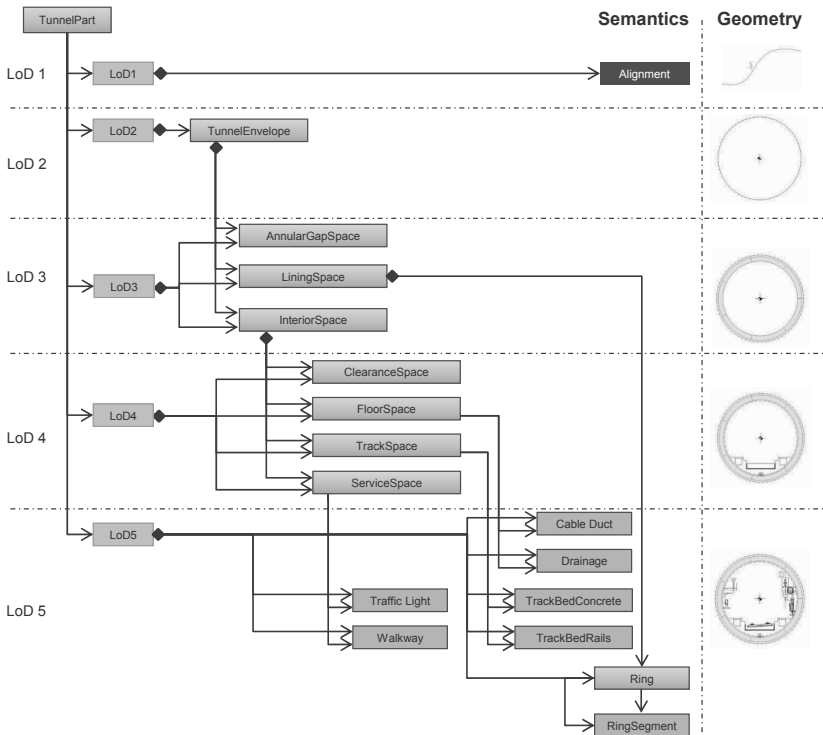 TunnelPart
Semantics
Geometry
LoD 1
LoD1
Alignment
LoD2
TunnelEnvelope
LoD 2
AnnularGapSpace
LoD 3
LiningSpace
LoD3
InteriorSpace
ClearanceSpace
LoD4
FloorSpace
LoD 4
TrackSpace
ServiceSpace
LoD5
Cable Duct
Drainage
LoD 5
Traffic Light
TrackBedConcrete
Walkway
TrackBedRails
Ring
RingSegment